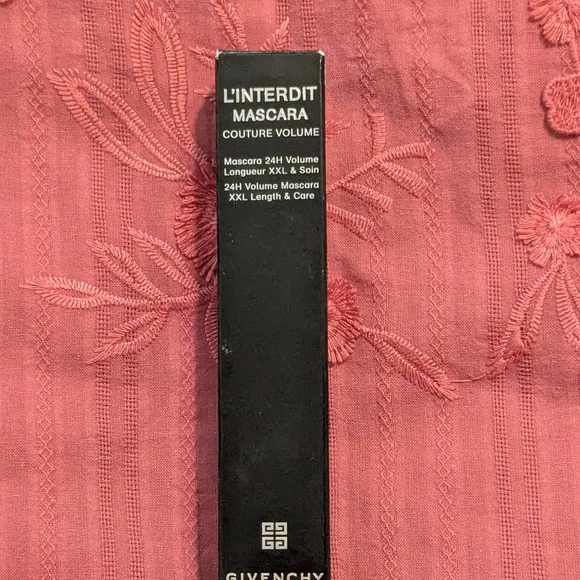 L'INTERDIT
MASCARA
COUTURE VOLUME
Mascara 24H Volume
Longueur XXL & Soin
24H Volume Mascara
XXL Length & Care
GIVENCHY